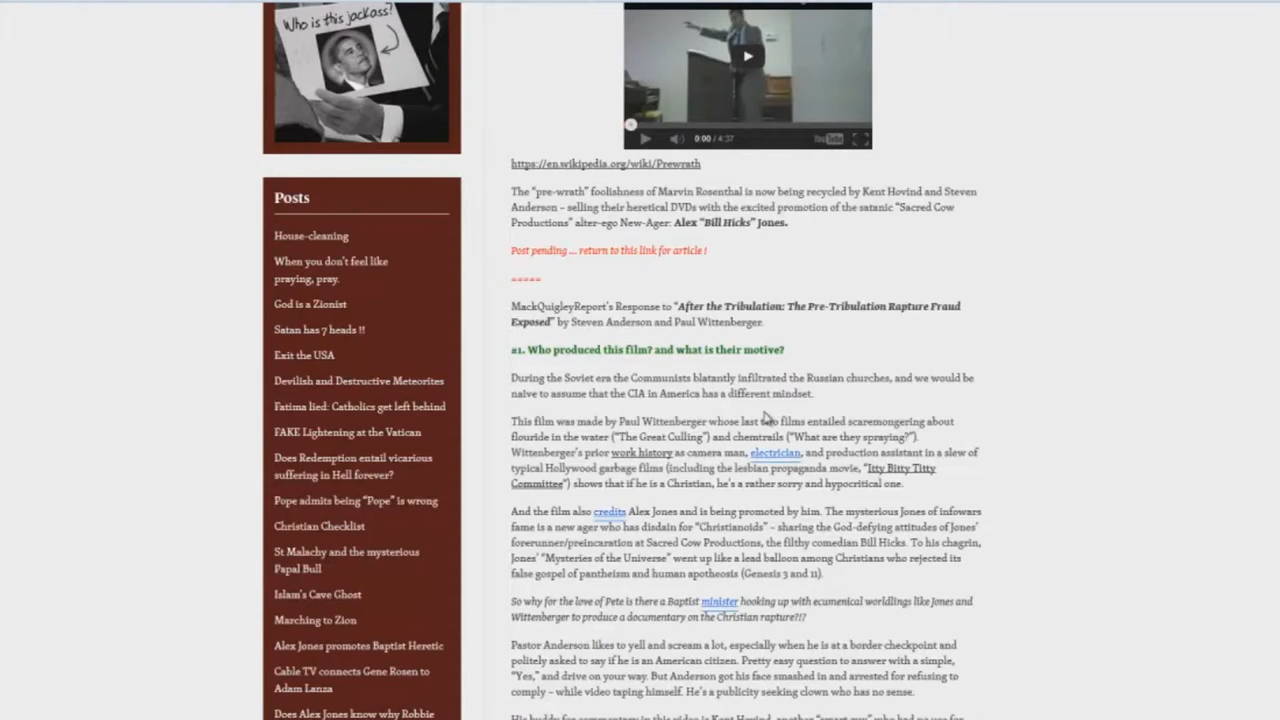 Who is this jackass?
Posts
House-cleaning
When you don't feel like
praying, pray.
God is a Zionist
Satan has 7 heads !!
Exit the USA
Devilish and Destructive Meteorites
Fatima lied: Catholics get left behind
FAKE Lightening at the Vatican
Does Redemption entail vicarious
suffering in Hell forever?
Pope admits being "Pope" is wrong
Christian Checklist
St Malachy and the mysterious
Papal Bull
Islam's Cave Ghost
Marching to Zion
Alex Jones promotes Baptist Heretic
Cable TV connects Gene Rosen to
Adam Lanza
Does Alex Jones know why Robbie
0:00 / 4:37
YouTube
https://en.wikipedia.org/wiki/Prewrath
The "pre-wrath" foolishness of Marvin Rosenthal is now being recycled by Kent Hovind and Steven
Anderson – selling their heretical DVDs with the excited promotion of the satanic "Sacred Cow
Productions" alter-ego New-Ager: Alex "Bill Hicks" Jones.
Post pending ... return to this link for article !
=====
MackQuigleyReport's Response to "After the Tribulation: The Pre-Tribulation Rapture Fraud
Exposed" by Steven Anderson and Paul Wittenberger.
#1. Who produced this film? and what is their motive?
During the Soviet era the Communists blatantly infiltrated the Russian churches, and we would be
naive to assume that the CIA in America has a different mindset.
This film was made by Paul Wittenberger whose last two films entailed scaremongering about
flouride in the water ("The Great Culling") and chemtrails ("What are they spraying?").
Wittenberger's prior work history as camera man, electrician, and production assistant in a slew of
typical Hollywood garbage films (including the lesbian propaganda movie, "Itty Bitty Titty
Committee") shows that if he is a Christian, he's a rather sorry and hypocritical one.
And the film also credits Alex Jones and is being promoted by him. The mysterious Jones of infowars
fame is a new ager who has disdain for "Christianoids" – sharing the God-defying attitudes of Jones'
forerunner/preincaration at Sacred Cow Productions, the filthy comedian Bill Hicks. To his chagrin,
Jones' "Mysteries of the Universe" went up like a lead balloon among Christians who rejected its
false gospel of pantheism and human apotheosis (Genesis 3 and 11).
So why for the love of Pete is there a Baptist minister hooking up with ecumenical worldlings like Jones and
Wittenberger to produce a documentary on the Christian rapture?!?
Pastor Anderson likes to yell and scream a lot, especially when he is at a border checkpoint and
politely asked to say if he is an American citizen. Pretty easy question to answer with a simple,
"Yes," and drive on your way. But Anderson got his face smashed in and arrested for refusing to
comply – while video taping himself. He's a publicity seeking clown who has no sense.
His buddy for commentary in this video is Kent Hovind, another "smart guy" who had no use for